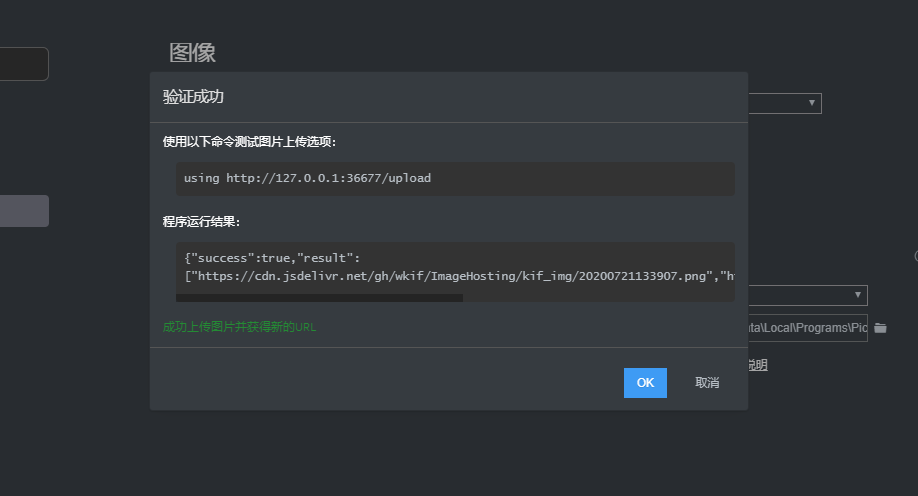 图像
验证成功
使用以下命令测试图片上传选项:
using http://127.0.0.1:36677/upload
程序运行结果:
{"success":true,"result":
["https://cdn.jsdelivr.net/gh/wkif/ImageHosting/kif_img/20200721133907.png","h
ata\Local\Programs\Pic
成功上传图片并获得新的URL
说明
OK
取消